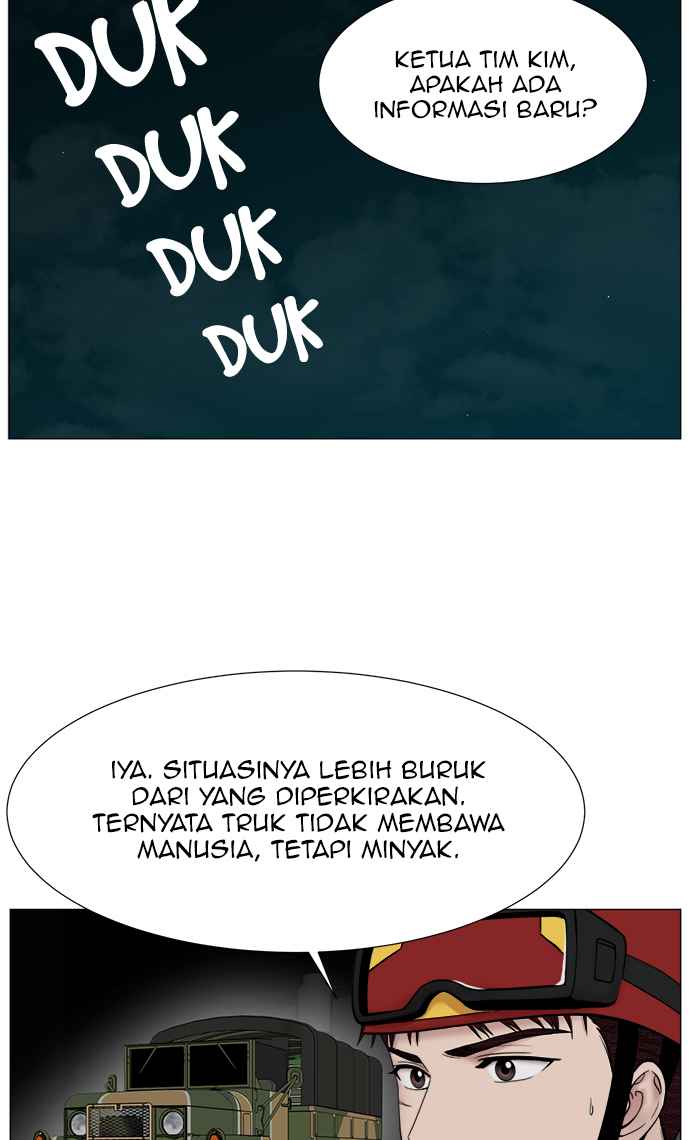 DUK
DUK
DUK
DUK
KETUA TIM KIM,
APAKAH ADA
INFORMASI BARU?
IYA. SITUASINYA LEBIH BURUK
DARI YANG DIPERKIRAKAN.
TERNYATA TRUK TIDAK MEMBAWA
MANUSIA, TETAPI MINYAK.